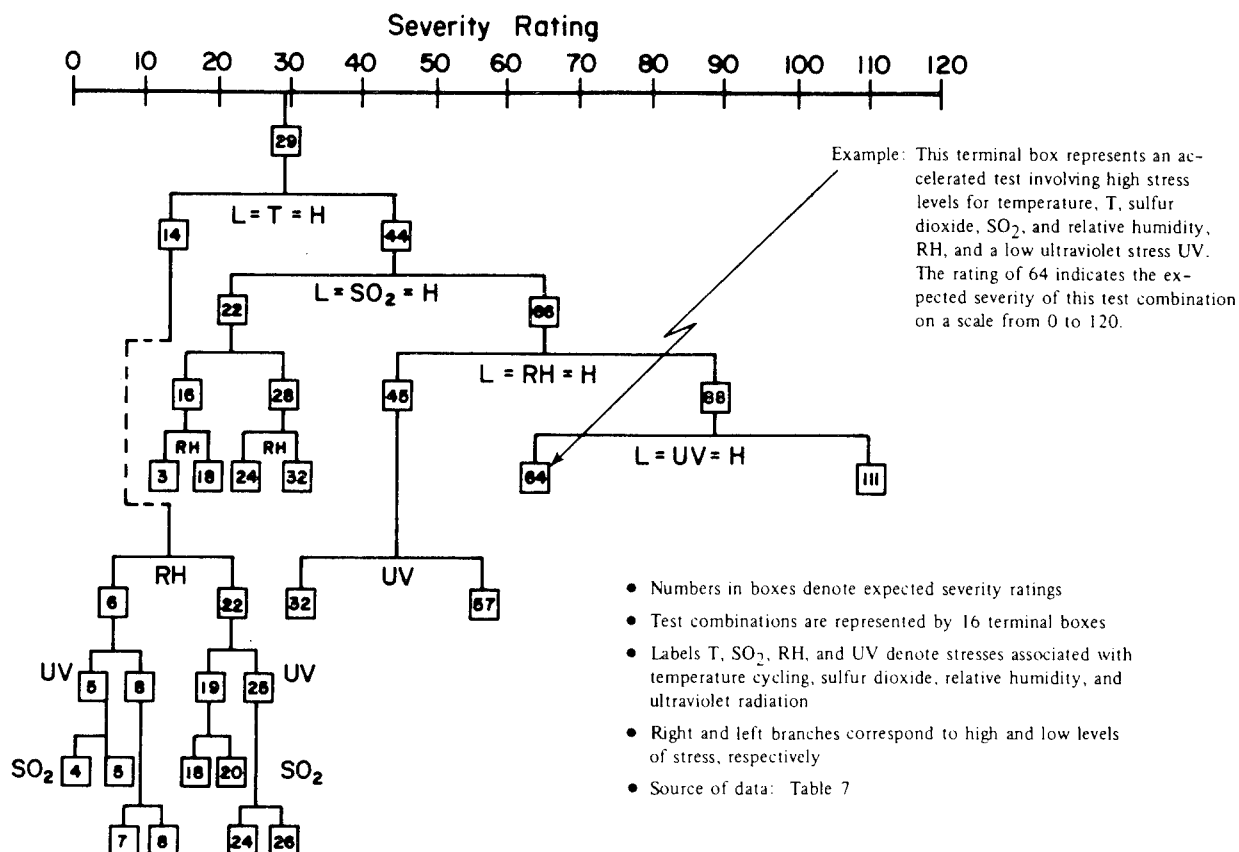 Severity Rating
0 10 20 30 40 50 60 70 80 90 100 110 120
29
L = T = H
14
44
L = SO2 = H
22
66
L = RH = H
16
28
45
88
RH
RH
L = UV = H
3
18
24
32
64
111
RH
UV
6
22
32
57
UV
5
8
19
25
UV
SO2
4
5
18
20
SO2
7
8
24
26
Example: This terminal box represents an ac-
celerated test involving high stress
levels for temperature, T, sulfur
dioxide, SO2, and relative humidity,
RH, and a low ultraviolet stress UV.
The rating of 64 indicates the ex-
pected severity of this test combination
on a scale from 0 to 120.
• Numbers in boxes denote expected severity ratings
• Test combinations are represented by 16 terminal boxes
• Labels T, SO2, RH, and UV denote stresses associated with
temperature cycling, sulfur dioxide, relative humidity, and
ultraviolet radiation
• Right and left branches correspond to high and low levels
of stress, respectively
• Source of data: Table 7